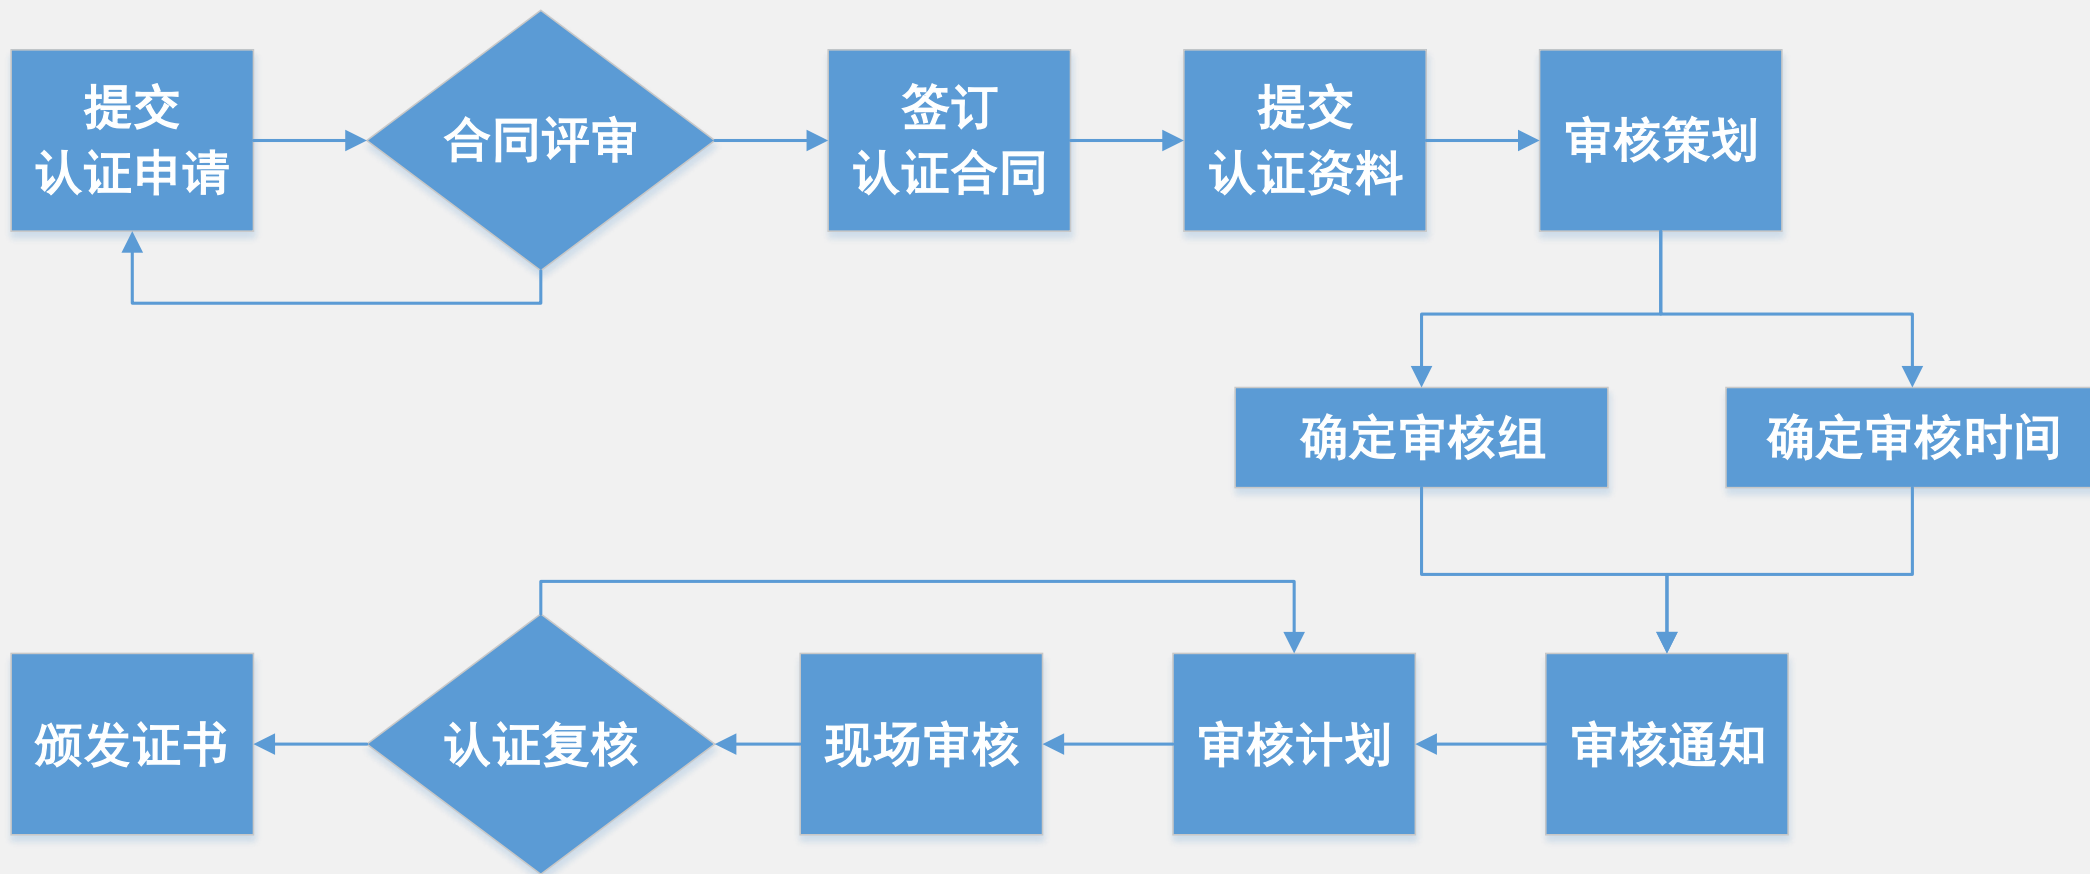 提交
认证申请
合同评审
签订
认证合同
提交
认证资料
审核策划
确定审核组
确定审核时间
颁发证书
认证复核
现场审核
审核计划
审核通知